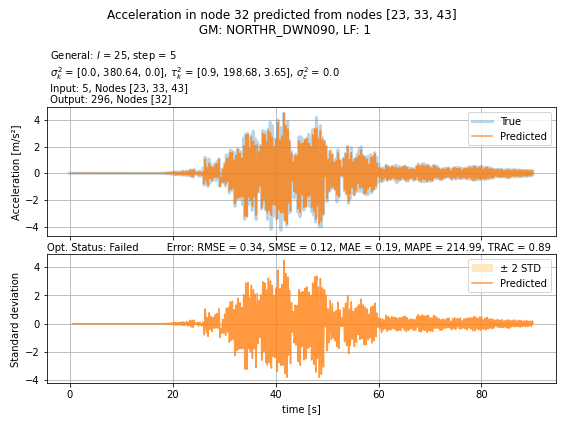 Acceleration in node 32 predicted from nodes [23, 33, 43]
GM: NORTHR_DWN090, LF: 1
General: l = 25, step = 5
σ²ₖ = [0.0, 380.64, 0.0], τ²ₖ = [0.9, 198.68, 3.65], σ²ₑ = 0.0
Input: 5, Nodes [23, 33, 43]
Output: 296, Nodes [32]
Acceleration [m/s²]
4
2
0
−2
−4
True
Predicted
Opt. Status: Failed Error: RMSE = 0.34, SMSE = 0.12, MAE = 0.19, MAPE = 214.99, TRAC = 0.89
Standard deviation
4
2
0
−2
−4
± 2 STD
Predicted
0 20 40 60 80
time [s]